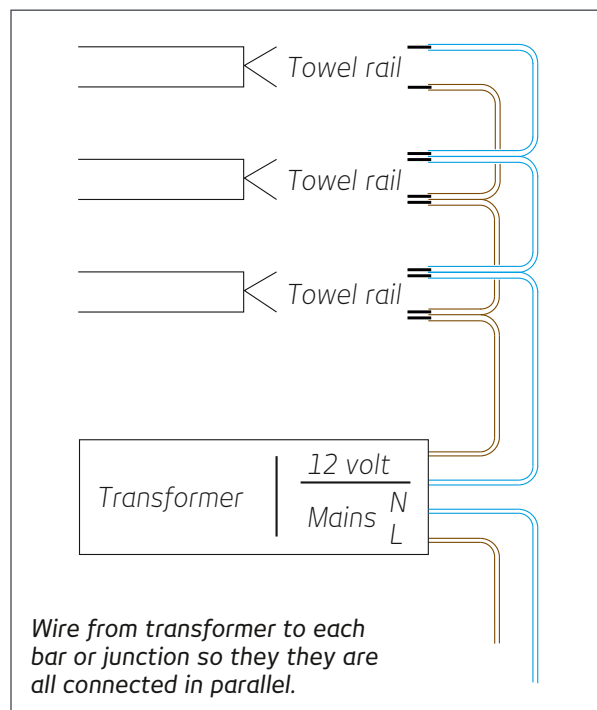 Towel rail
Towel rail
Towel rail
12 volt
Transformer
Mains N
L
Wire from transformer to each
bar or junction so they they are
all connected in parallel.